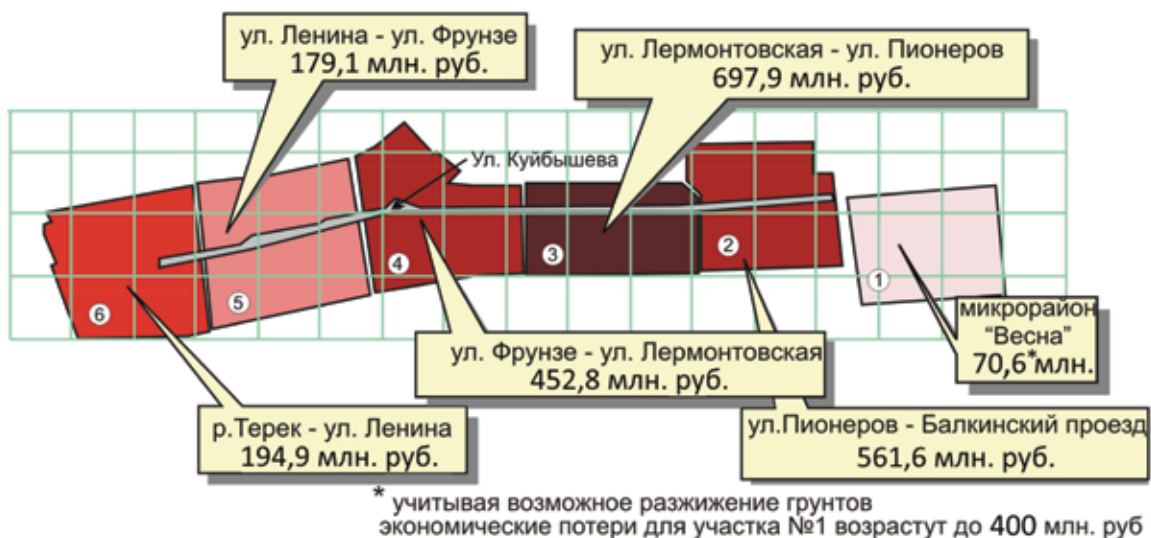 ул. Ленина - ул. Фрунзе
179,1 млн. руб.
ул. Лермонтовская - ул. Пионеров
697,9 млн. руб.
Ул. Куйбышева
6
5
4
3
2
1
микрорайон
"Весна"
70,6*млн.
ул. Фрунзе - ул. Лермонтовская
452,8 млн. руб.
р.Терек - ул. Ленина
194,9 млн. руб.
ул.Пионеров - Балкинский проезд
561,6 млн. руб.
* учитывая возможное разжижение грунтов
экономические потери для участка №1 возрастут до 400 млн. руб